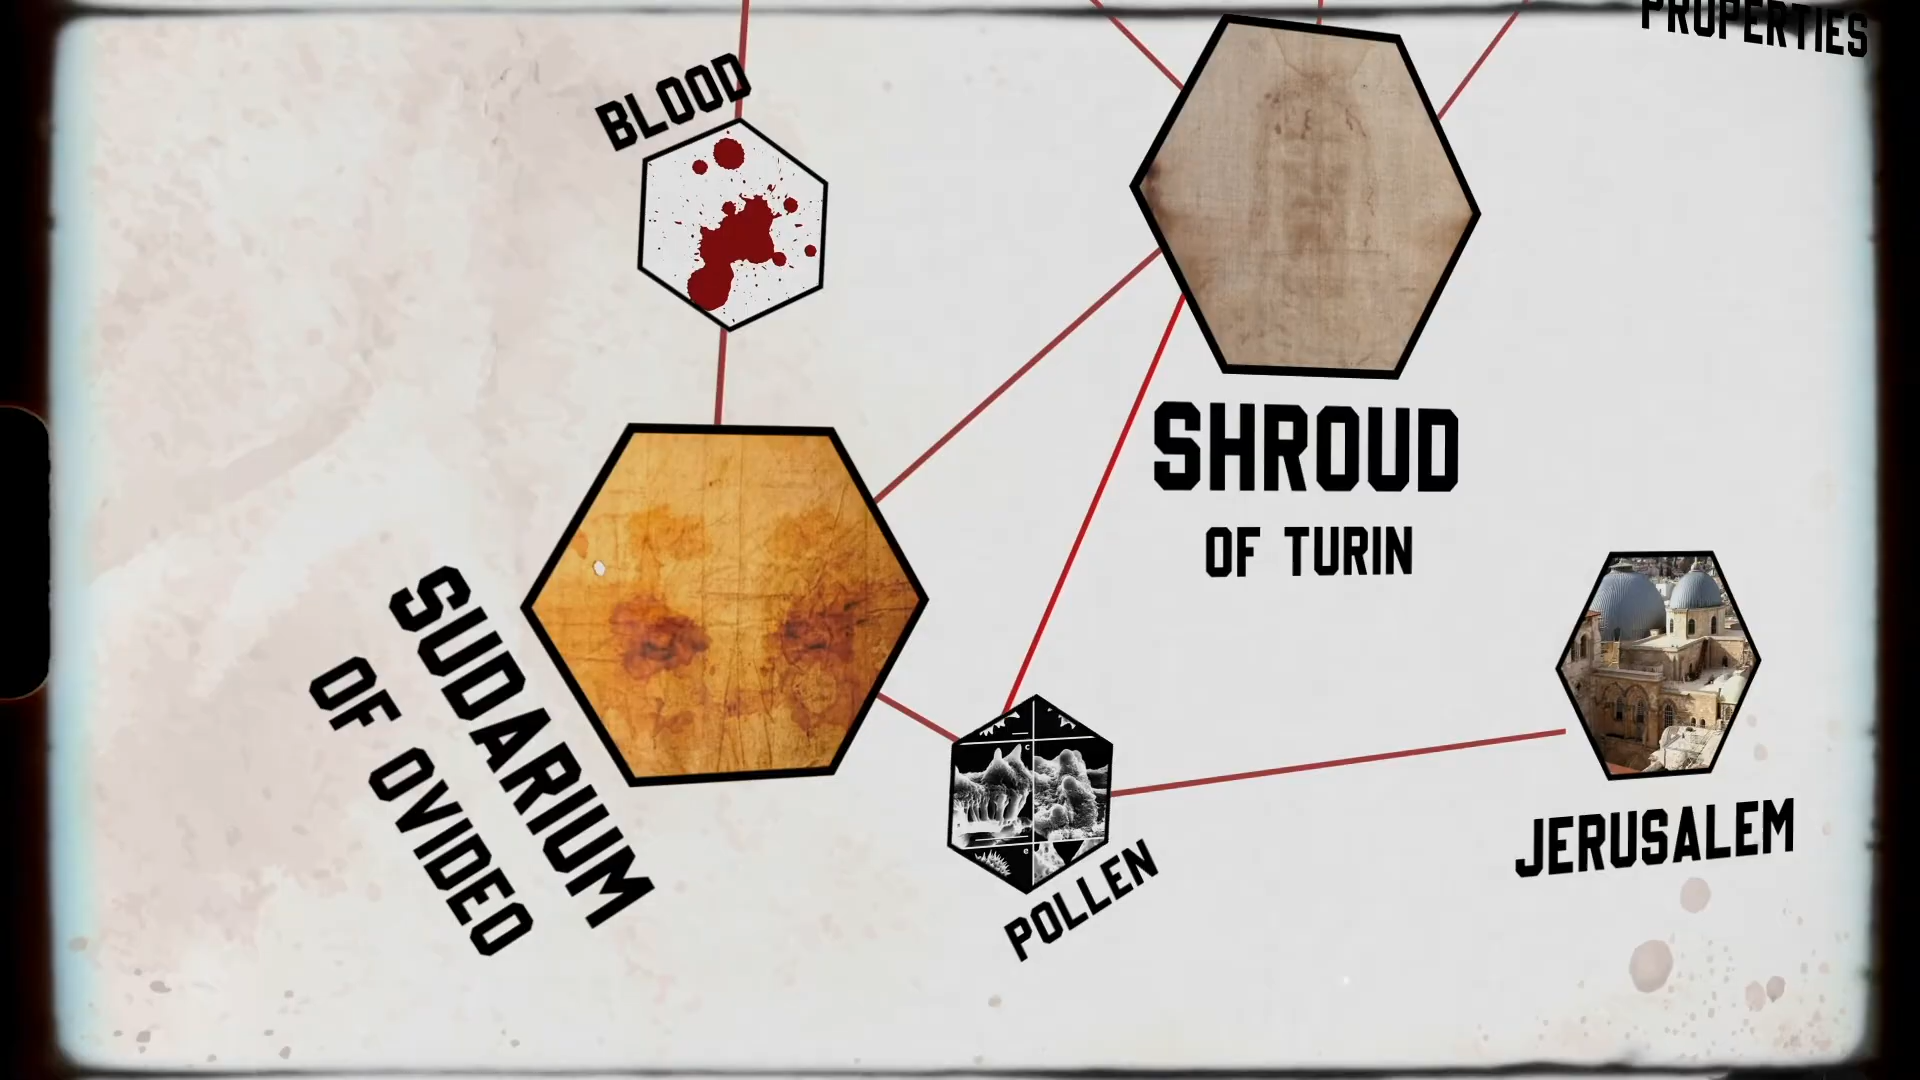 PROPERTIES
BLOOD
SHROUD
OF TURIN
SUDARIUM
OF OVIDEO
JERUSALEM
POLLEN